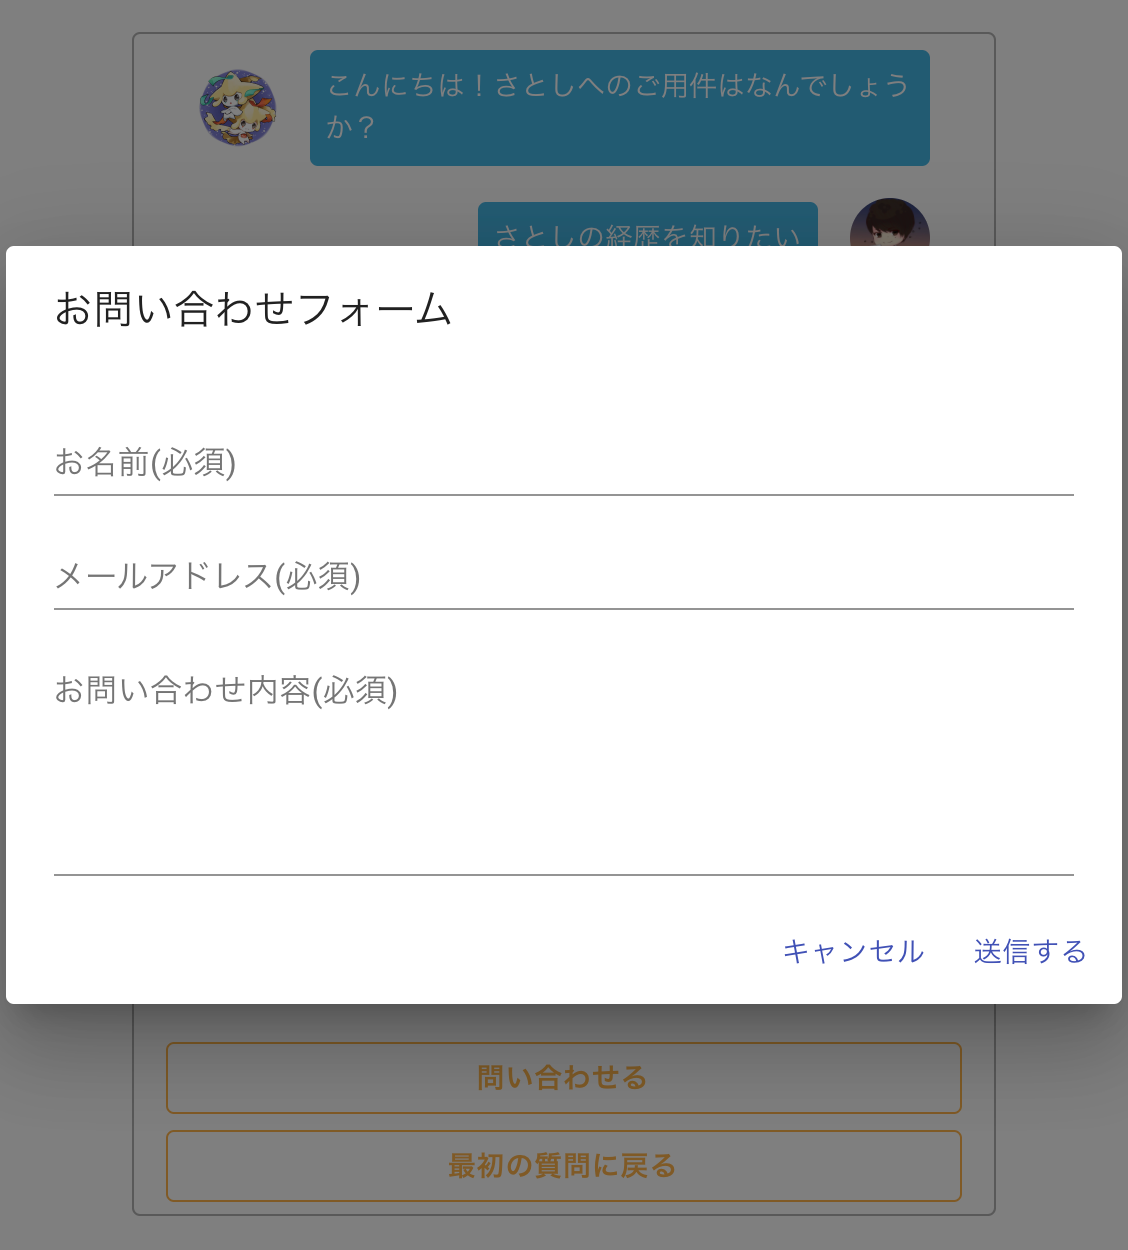 こんにちは！さとしへのご用件はなんでしょう
か？
さとしの経歴を知りたい
お問い合わせフォーム
お名前(必須)
メールアドレス(必須)
お問い合わせ内容(必須)
キャンセル 送信する
問い合わせる
最初の質問に戻る